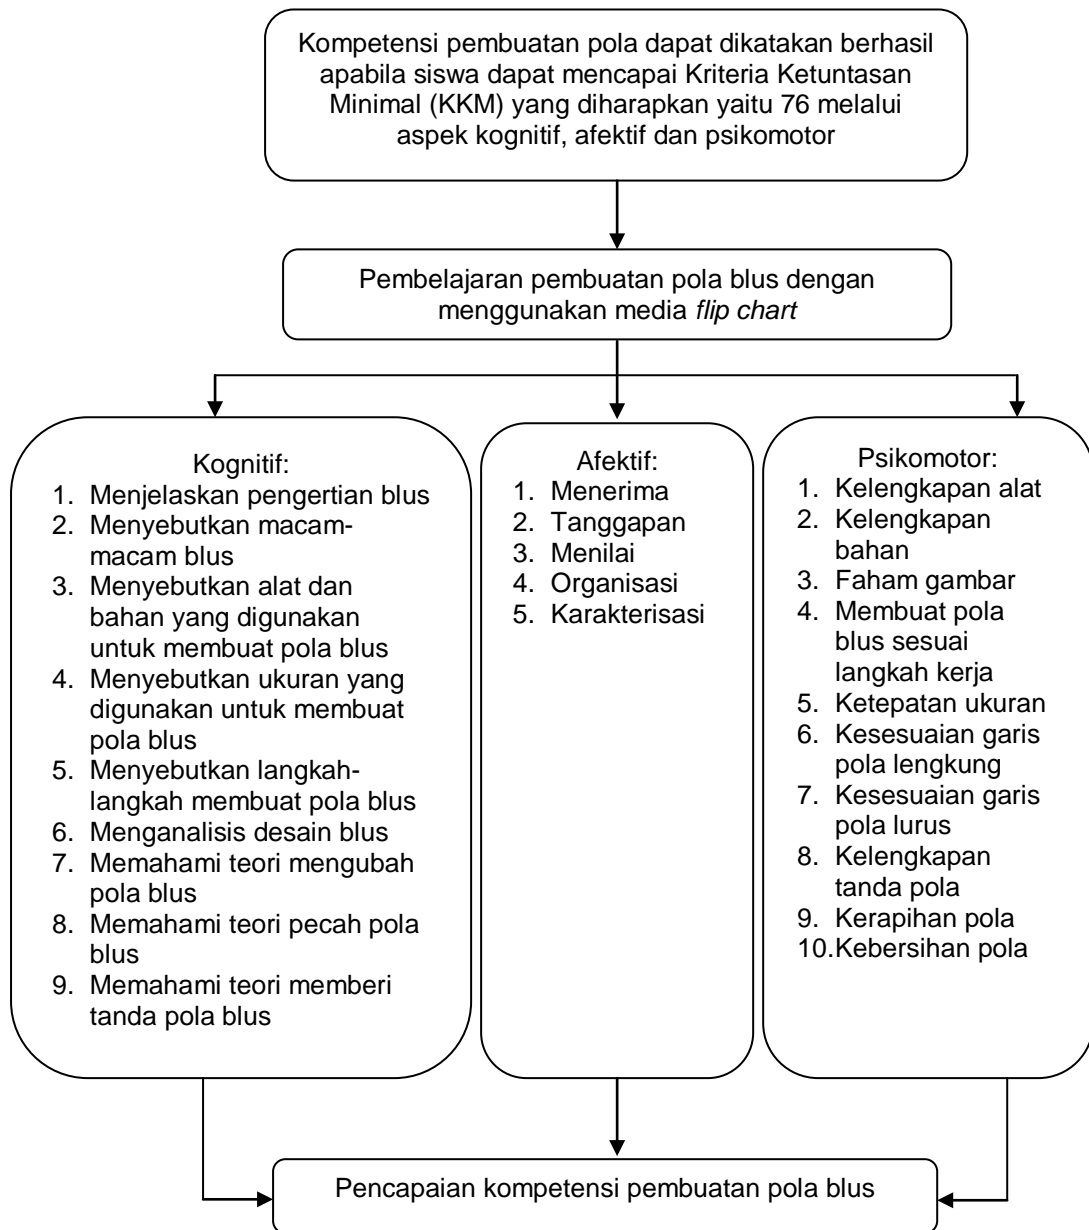 Kompetensi pembuatan pola dapat dikatakan berhasil
apabila siswa dapat mencapai Kriteria Ketuntasan
Minimal (KKM) yang diharapkan yaitu 76 melalui
aspek kognitif, afektif dan psikomotor
Pembelajaran pembuatan pola blus dengan
menggunakan media flip chart
Kognitif:
1. Menjelaskan pengertian blus
2. Menyebutkan macam-
macam blus
3. Menyebutkan alat dan
bahan yang digunakan
untuk membuat pola blus
4. Menyebutkan ukuran yang
digunakan untuk membuat
pola blus
5. Menyebutkan langkah-
langkah membuat pola blus
6. Menganalisis desain blus
7. Memahami teori mengubah
pola blus
8. Memahami teori pecah pola
blus
9. Memahami teori memberi
tanda pola blus
Afektif:
1. Menerima
2. Tanggapan
3. Menilai
4. Organisasi
5. Karakterisasi
Psikomotor:
1. Kelengkapan alat
2. Kelengkapan
bahan
3. Faham gambar
4. Membuat pola
blus sesuai
langkah kerja
5. Ketepatan ukuran
6. Kesesuaian garis
pola lengkung
7. Kesesuaian garis
pola lurus
8. Kelengkapan
tanda pola
9. Kerapihan pola
10.Kebersihan pola
Pencapaian kompetensi pembuatan pola blus